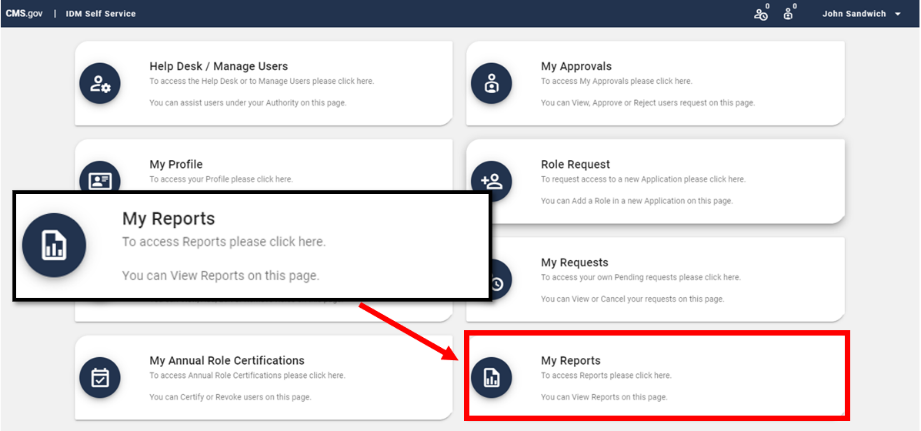 CMS.gov | IDM Self Service
0 0
John Sandwich
Help Desk / Manage Users
To access the Help Desk or to Manage Users please click here.
You can assist users under your Authority on this page.
My Approvals
To access My Approvals please click here.
You can View, Approve or Reject users request on this page.
My Profile
To access your Profile please click here.
Role Request
To request access to a new Application please click here.
You can Add a Role in a new Application on this page.
My Reports
To access Reports please click here.
You can View Reports on this page.
My Requests
To access your own Pending requests please click here.
You can View or Cancel your requests on this page.
My Annual Role Certifications
To access Annual Role Certifications please click here.
You can Certify or Revoke users on this page.
My Reports
To access Reports please click here.
You can View Reports on this page.